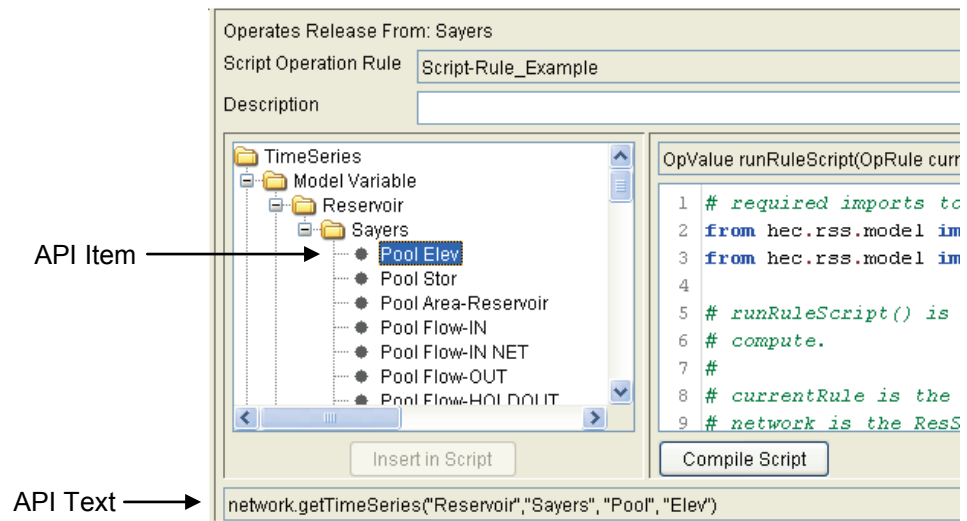 Operates Release From: Sayers
Script Operation Rule Script-Rule_Example
Description
TimeSeries
Model Variable
Reservoir
Sayers
API Item
Pool Elev
Pool Stor
Pool Area-Reservoir
Pool Flow-IN
Pool Flow-IN NET
Pool Flow-OUT
Pool Flow-HOLDOUT
Insert in Script
OpValue runRuleScript(OpRule curr
1 # required imports to
2 from hec.rss.model im
3 from hec.rss.model im
4
5 # runRuleScript() is
6 # compute.
7 #
8 # currentRule is the
9 # network is the ResS
Compile Script
API Text
network.getTimeSeries("Reservoir","Sayers", "Pool", "Elev")